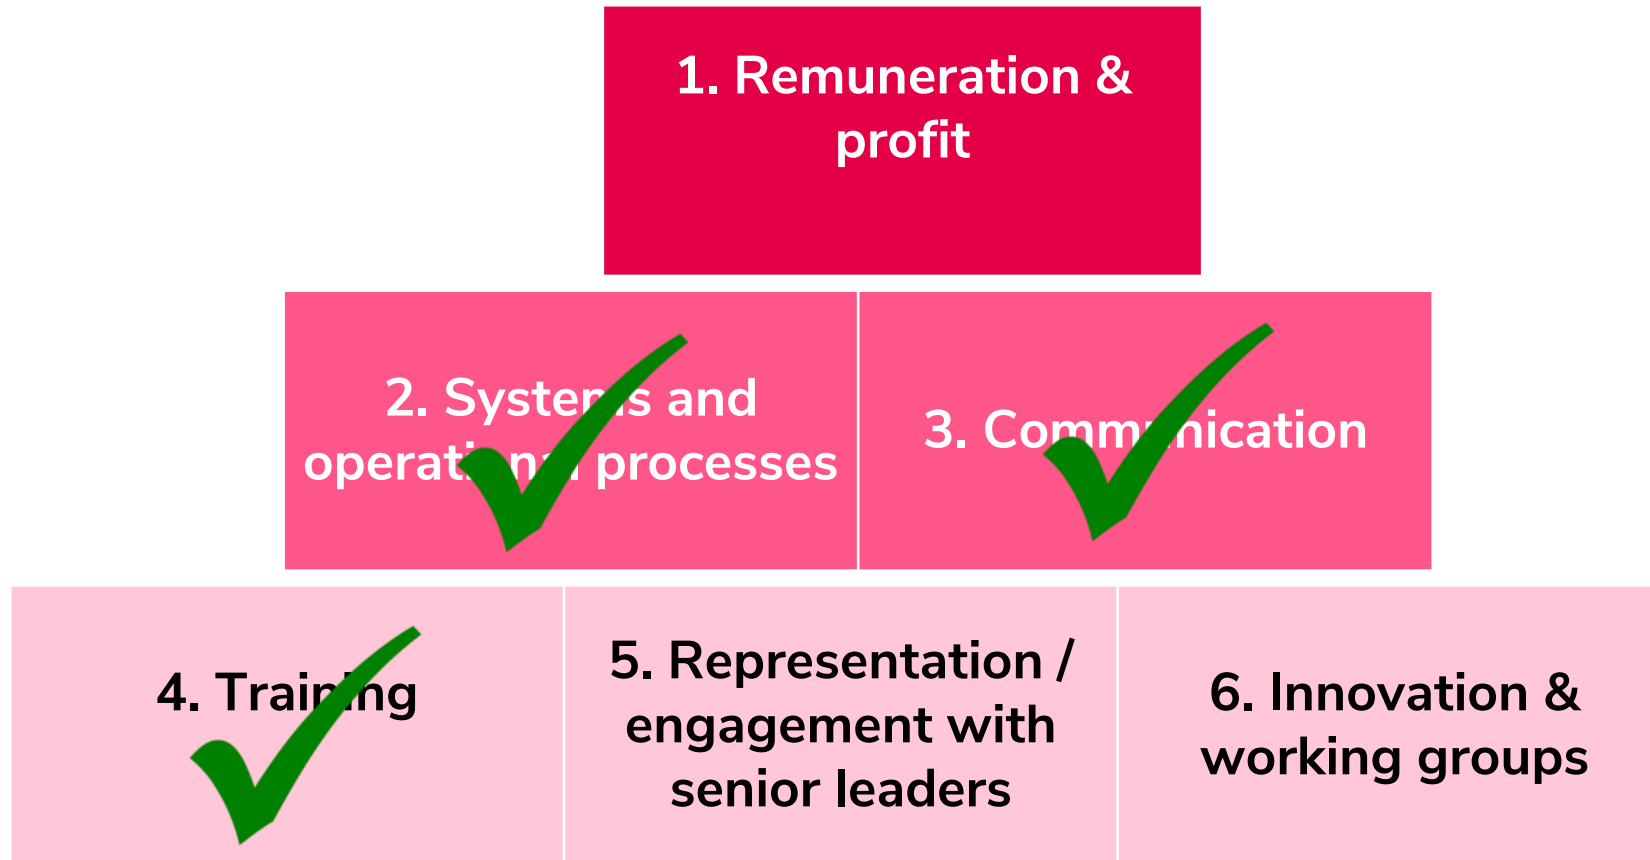 1. Remuneration &
profit
2. Systems and
operational processes
3. Communication
4. Training
5. Representation /
engagement with
senior leaders
6. Innovation &
working groups